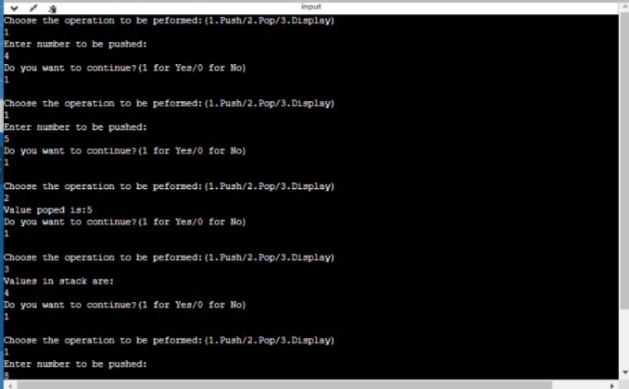 input
Choose the operation to be peformed:(1.Push/2.Pop/3.Display)
1
Enter number to be pushed:
4
Do you want to continue?(1 for Yes/0 for No)
1
Choose the operation to be peformed:(1.Push/2.Pop/3.Display)
1
Enter number to be pushed:
5
Do you want to continue?(1 for Yes/0 for No)
1
Choose the operation to be peformed:(1.Push/2.Pop/3.Display)
2
Value poped is:5
Do you want to continue?(1 for Yes/0 for No)
1
Choose the operation to be peformed:(1.Push/2.Pop/3.Display)
3
Values in stack are:
4
Do you want to continue?(1 for Yes/0 for No)
1
Choose the operation to be peformed:(1.Push/2.Pop/3.Display)
1
Enter number to be pushed: